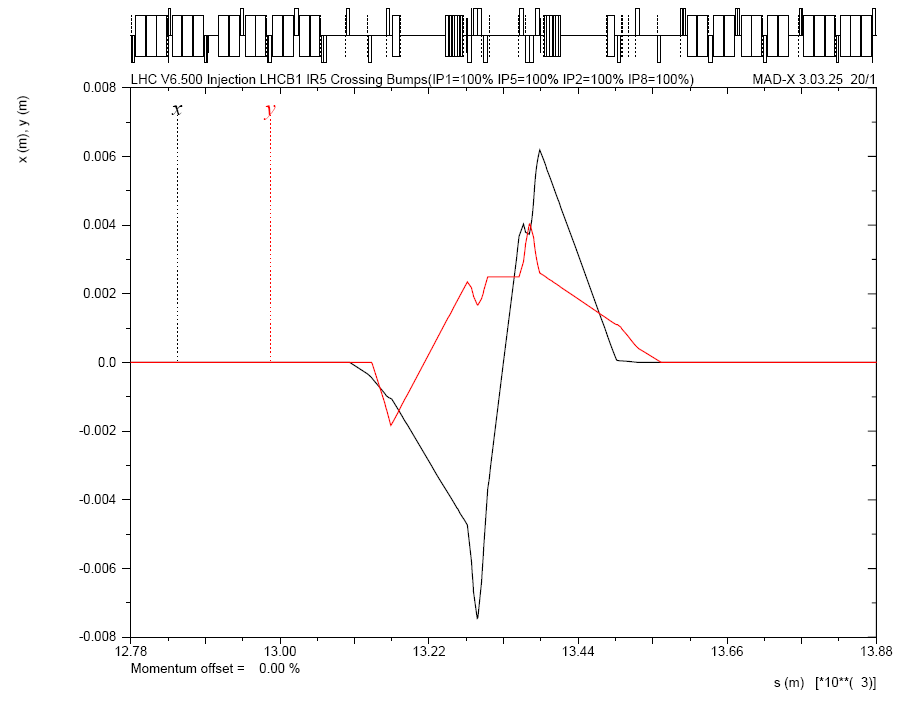 LHC V6.500 Injection LHCB1 IR5 Crossing Bumps(IP1=100% IP5=100% IP2=100% IP8=100%) MAD-X 3.03.25 20/1
0.008
x y
x (m), y (m)
0.006
0.004
0.002
0.0
-0.002
-0.004
-0.006
-0.008
12.78 13.00 13.22 13.44 13.66 13.88
Momentum offset = 0.00 %
s (m) [*10**( 3)]